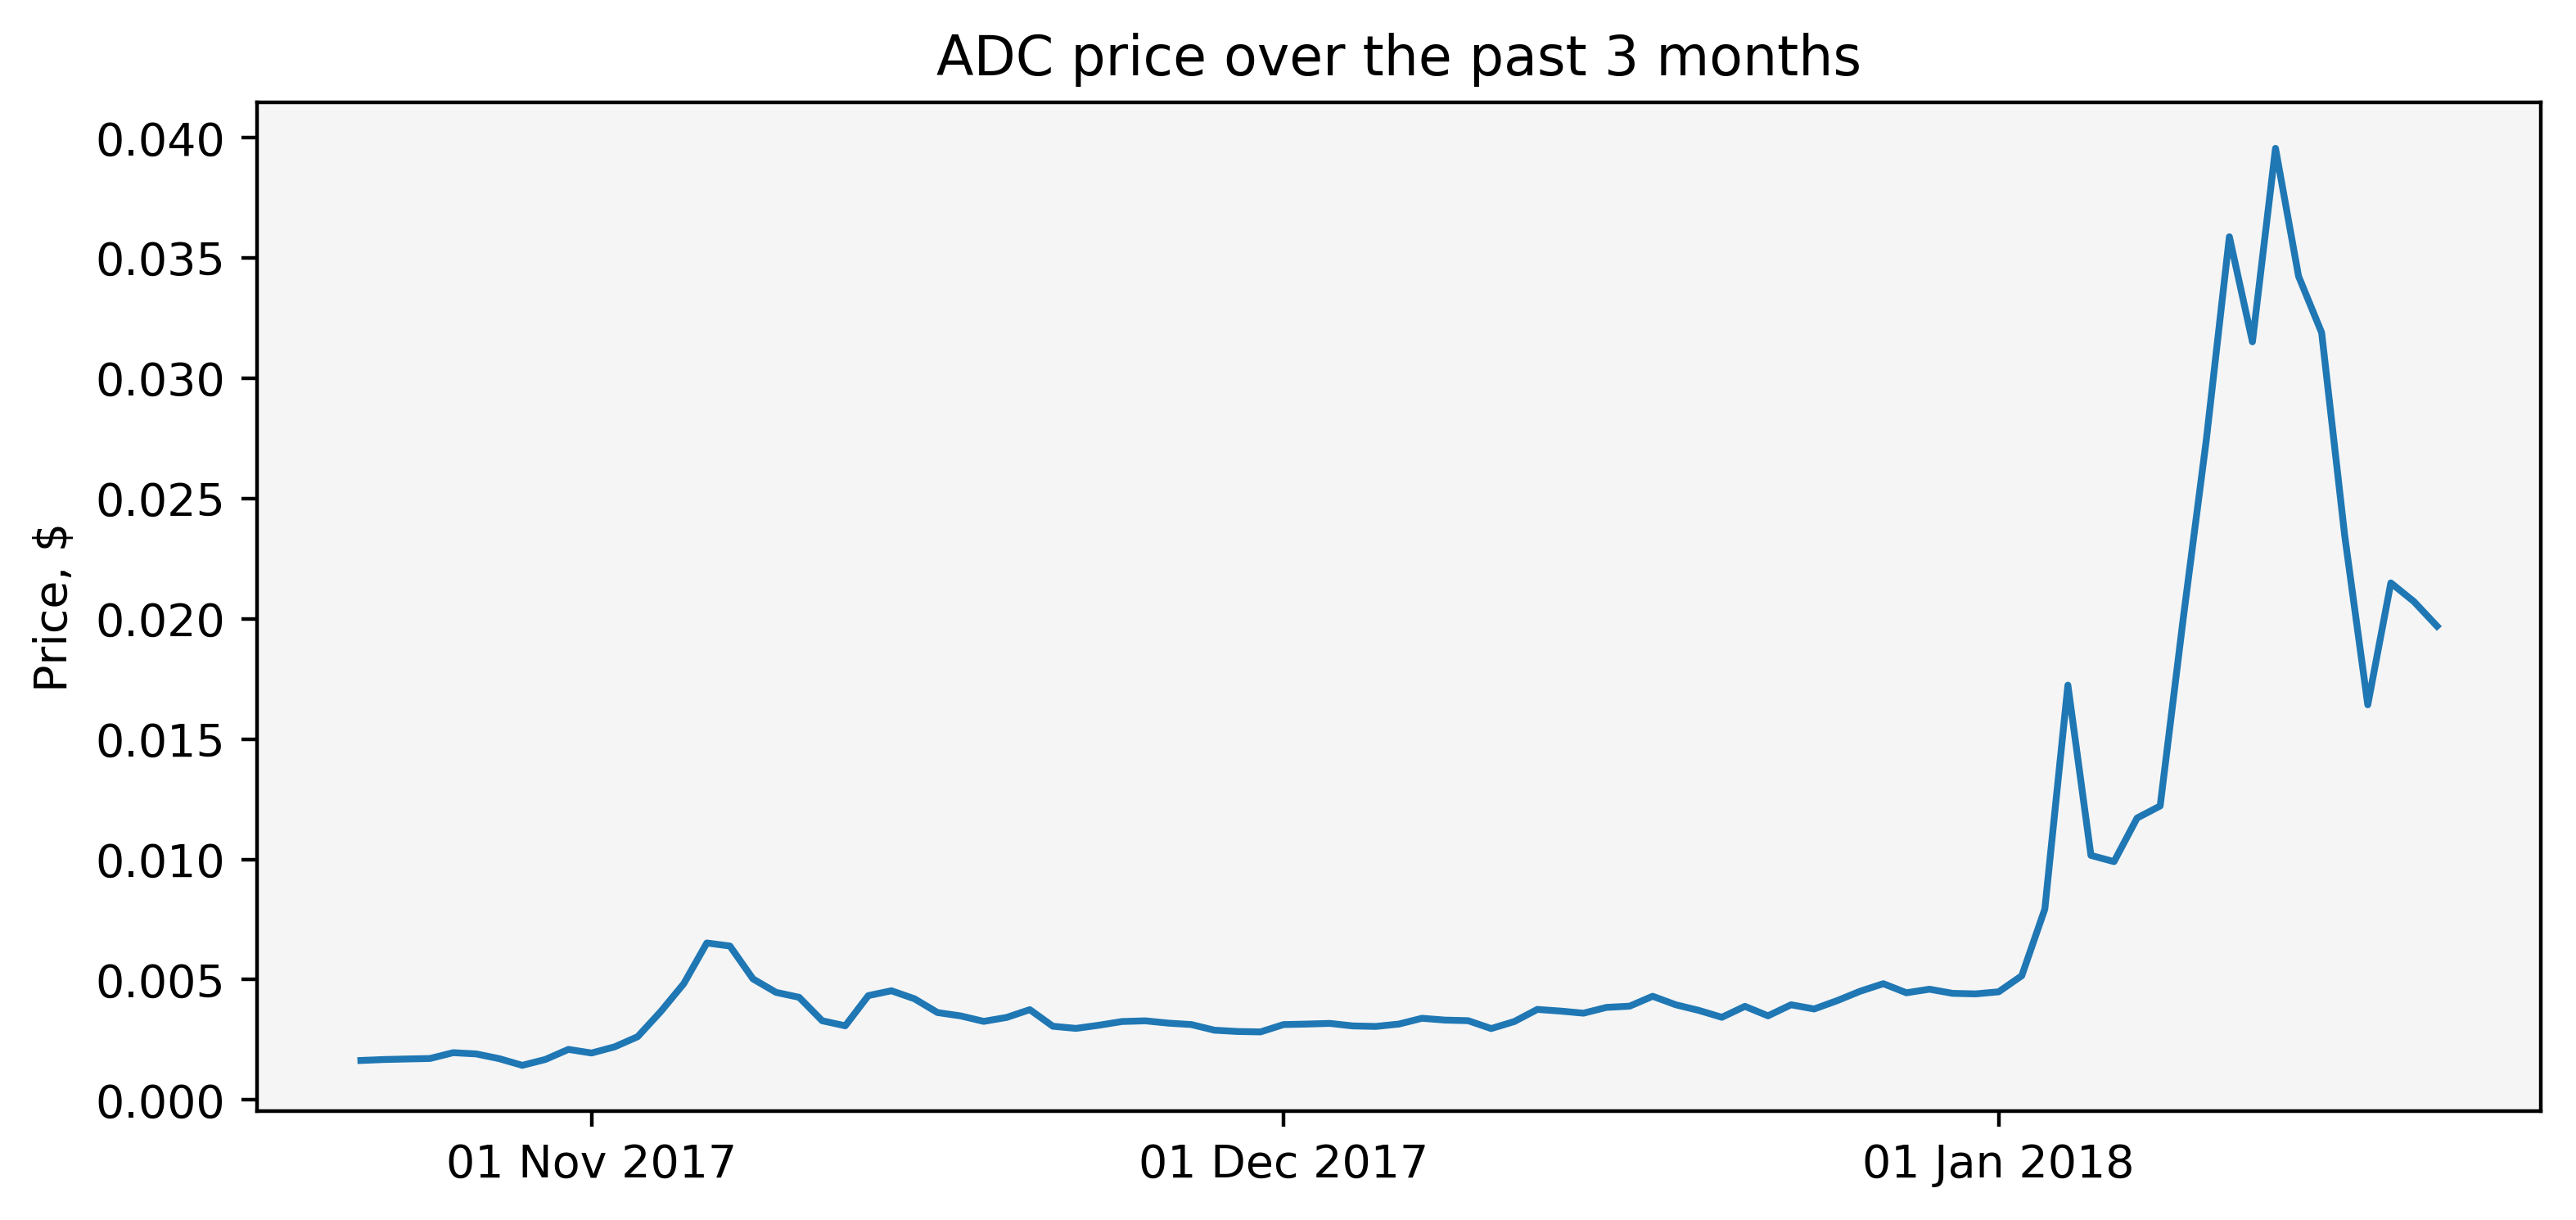 ADC price over the past 3 months
Price, $
0.040
0.035
0.030
0.025
0.020
0.015
0.010
0.005
0.000
01 Nov 2017
01 Dec 2017
01 Jan 2018